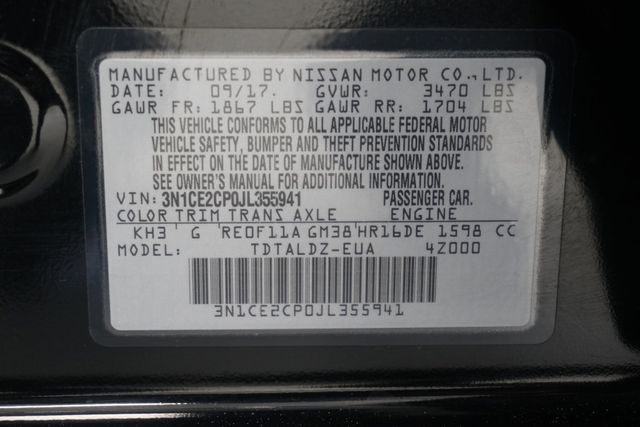 MANUFACTURED BY NISSAN MOTOR CO., LTD.
DATE: 09/17. GVWR: 3470 LBS
GAWR FR: 1867 LBS GAWR RR: 1704 LBS
THIS VEHICLE CONFORMS TO ALL APPLICABLE FEDERAL MOTOR
VEHICLE SAFETY, BUMPER AND THEFT PREVENTION STANDARDS
IN EFFECT ON THE DATE OF MANUFACTURE SHOWN ABOVE.
SEE OWNER'S MANUAL FOR ADDITIONAL INFORMATION.
VIN: 3N1CE2CP0JL355941 PASSENGER CAR.
COLOR TRIM TRANS AXLE ENGINE
KH3 G RE0F11A GM38 HR16DE 1598 CC
MODEL: TDTALDZ-EUA 4Z000
3N1CE2CP0JL355941